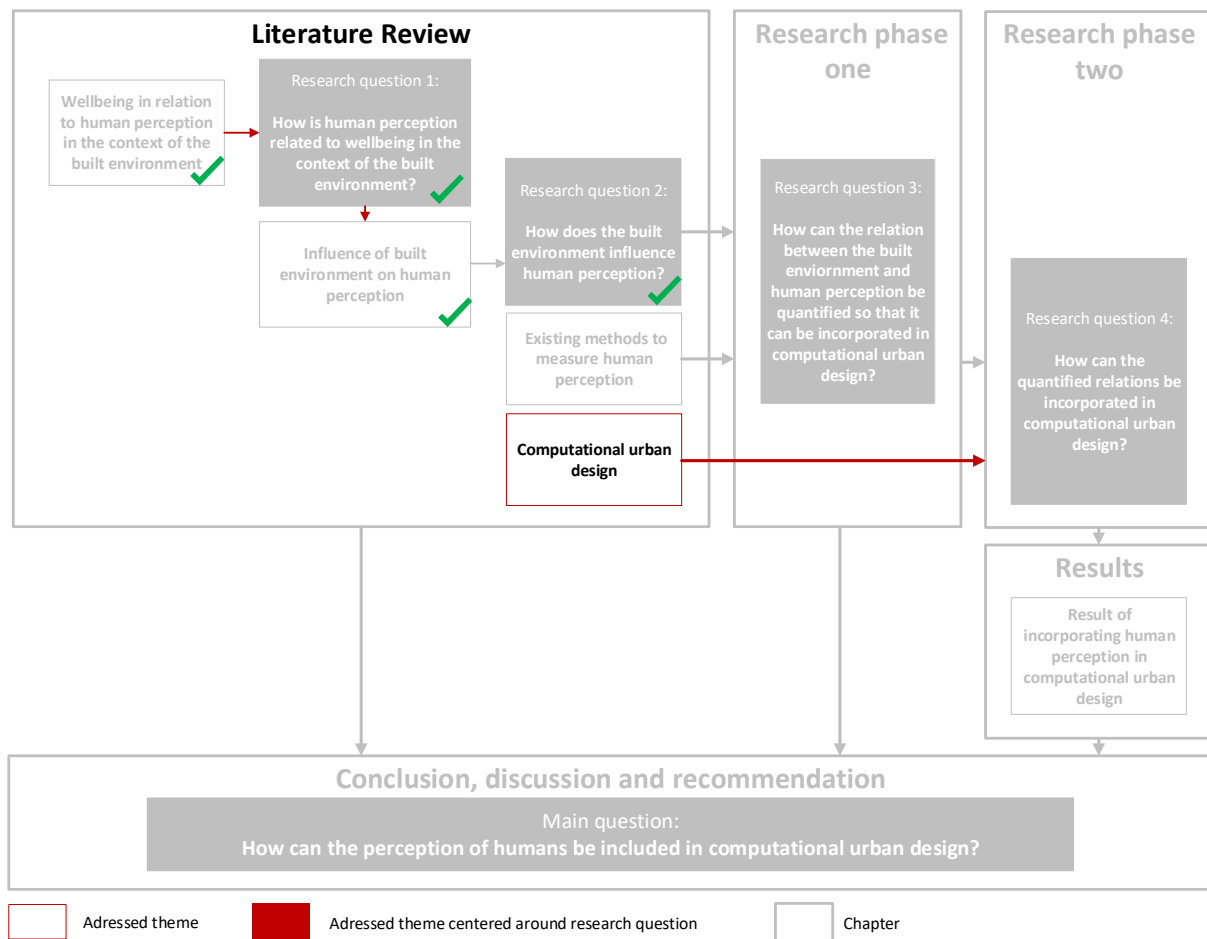 Literature Review
Wellbeing in relation
to human perception
in the context of the
built environment
Research question 1:
How is human perception
related to wellbeing in the
context of the built
environment?
Influence of built
environment on human
perception
Research question 2:
How does the built
environment influence
human perception?
Existing methods to
measure human
perception
Computational urban
design
Research phase
one
Research question 3:
How can the relation
between the built
enviornment and
human perception be
quantified so that it
can be incorporated in
computational urban
design?
Research phase
two
Research question 4:
How can the
quantified relations be
incorporated in
computational urban
design?
Results
Result of
incorporating human
perception in
computational urban
design
Conclusion, discussion and recommendation
Main question:
How can the perception of humans be included in computational urban design?
Adressed theme
Adressed theme centered around research question
Chapter